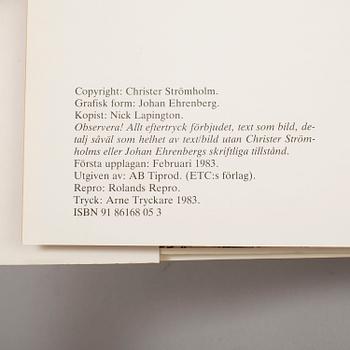 Copyright: Christer Strömholm.
Grafisk form: Johan Ehrenberg.
Kopist: Nick Lapington.
Observera! Allt eftertryck förbjudet, text som bild, de-
talj såväl som helhet av text/bild utan Christer Ström-
holms eller Johan Ehrenbergs skriftliga tillstånd.
Första upplagan: Februari 1983.
Utgiven av: AB Tiprod. (ETC:s förlag).
Repro: Rolands Repro.
Tryck: Arne Tryckare 1983.
ISBN 91 86168 05 3